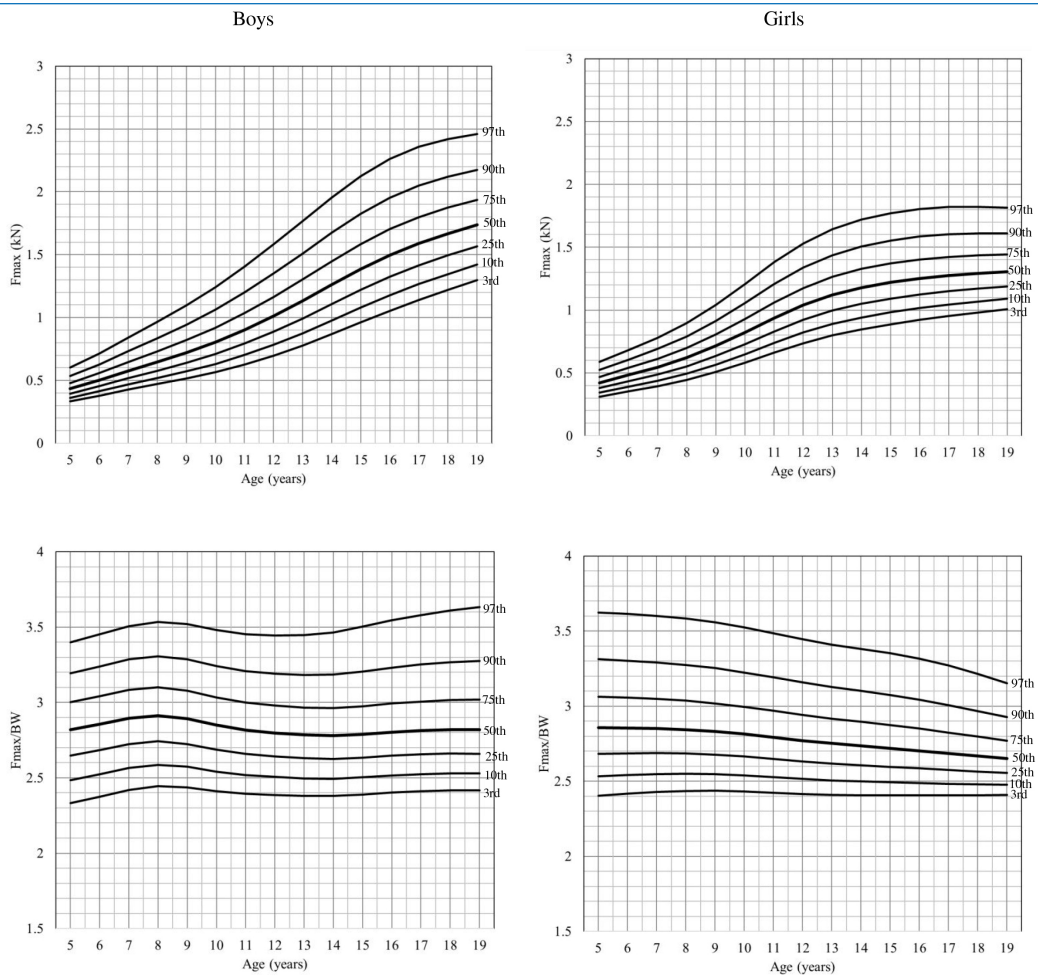 Boys
Girls
3
2.5
2
1.5
1
0.5
0
Fmax (kN)
97th
90th
75th
50th
25th
10th
3rd
5 6 7 8 9 10 11 12 13 14 15 16 17 18 19
Age (years)
3
2.5
2
1.5
1
0.5
0
Fmax (kN)
97th
90th
75th
50th
25th
10th
3rd
5 6 7 8 9 10 11 12 13 14 15 16 17 18 19
Age (years)
4
3.5
3
2.5
2
1.5
Fmax/BW
97th
90th
75th
50th
25th
10th
3rd
5 6 7 8 9 10 11 12 13 14 15 16 17 18 19
Age (years)
4
3.5
3
2.5
2
1.5
Fmax/BW
97th
90th
75th
50th
25th
10th
3rd
5 6 7 8 9 10 11 12 13 14 15 16 17 18 19
Age (years)